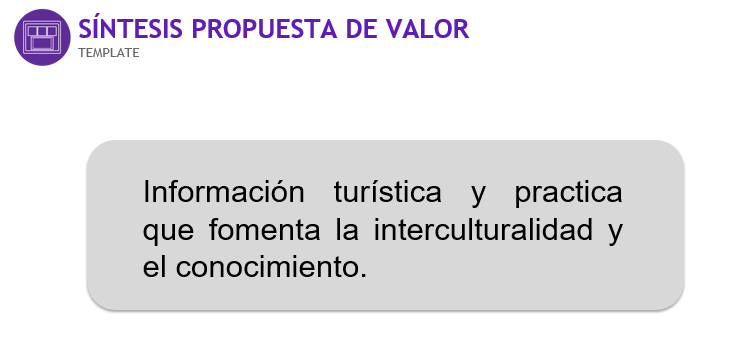 SÍNTESIS PROPUESTA DE VALOR
TEMPLATE
Información turística y practica
que fomenta la interculturalidad y
el conocimiento.